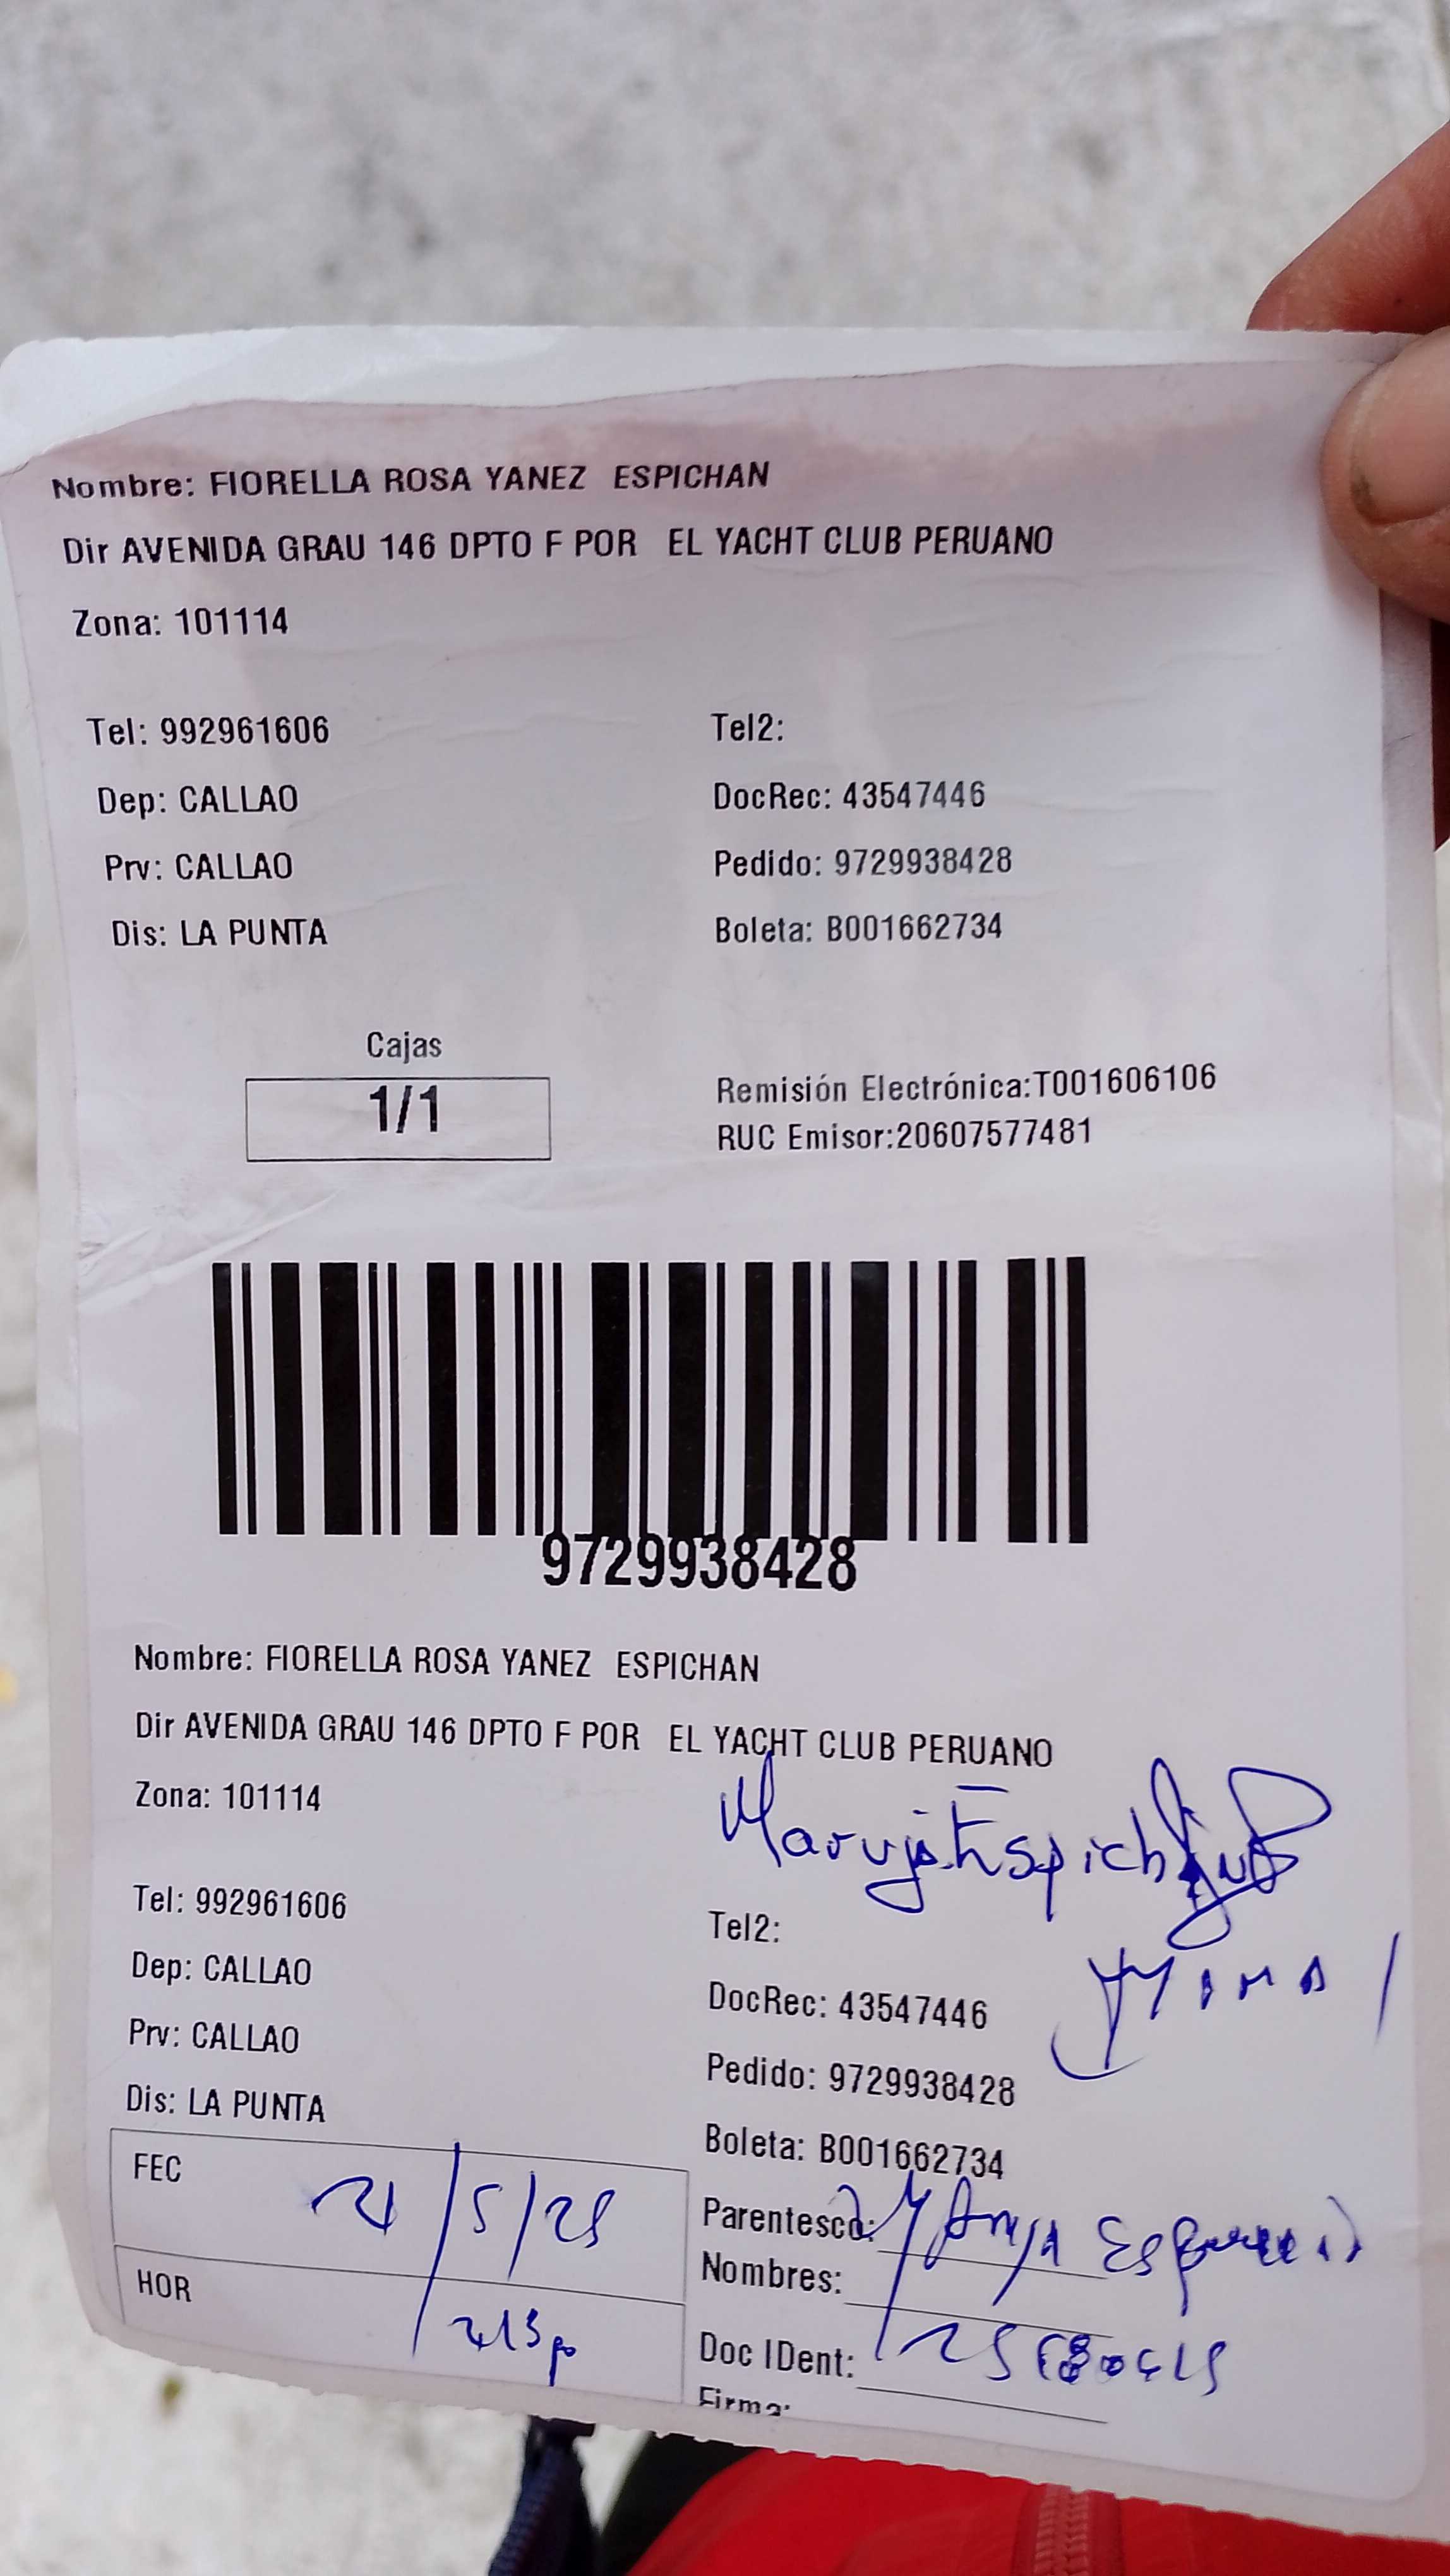 Nombre: FIORELLA ROSA YANEZ ESPICHAN
Dir AVENIDA GRAU 146 DPTO F POR EL YACHT CLUB PERUANO
Zona: 101114
Tel: 992961606 Tel2:
Dep: CALLAO DocRec: 43547446
Prv: CALLAO Pedido: 9729938428
Dis: LA PUNTA Boleta: B001662734
Cajas
1/1
Remisión Electrónica:T001606106
RUC Emisor:20607577481
9729938428
Nombre: FIORELLA ROSA YANEZ ESPICHAN
Dir AVENIDA GRAU 146 DPTO F POR EL YACHT CLUB PERUANO
Zona: 101114
Tel: 992961606 Tel2:
Dep: CALLAO DocRec: 43547446
Prv: CALLAO Pedido: 9729938428
Dis: LA PUNTA Boleta: B001662734
FEC
Parentesco:
Nombres:
HOR
Doc IDent:
Firma: